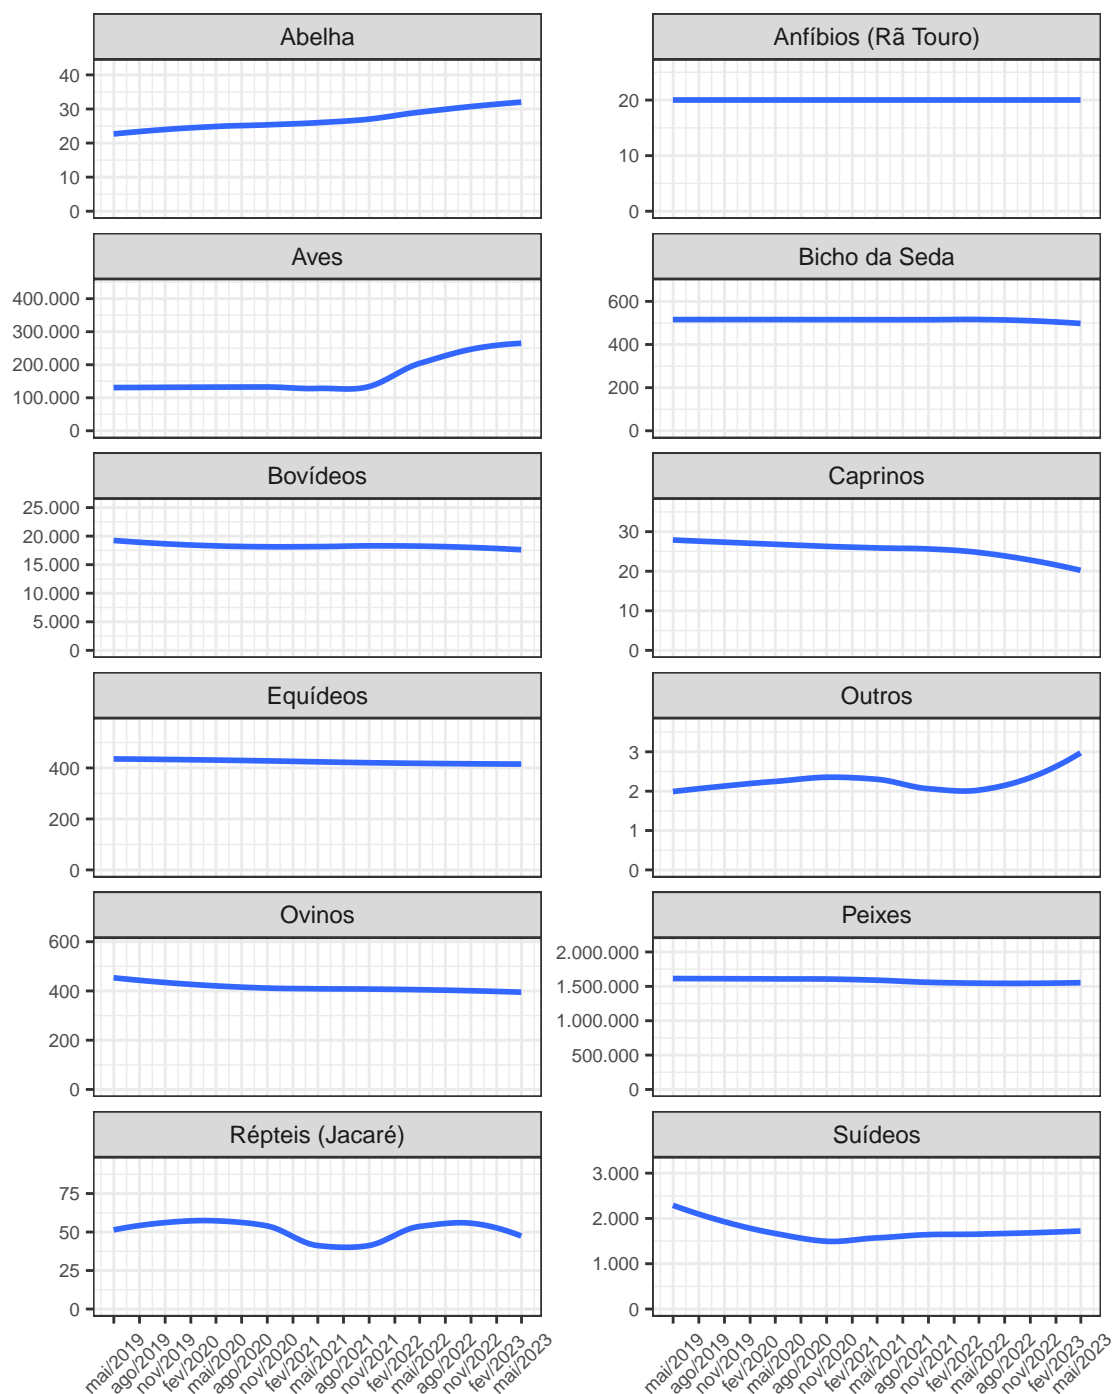 Abelha
40
30
20
10
0
Anfíbios (Rã Touro)
20
10
0
Aves
400.000
300.000
200.000
100.000
0
Bicho da Seda
600
400
200
0
Bovídeos
25.000
20.000
15.000
10.000
5.000
0
Caprinos
30
20
10
0
Equídeos
400
200
0
Outros
3
2
1
0
Ovinos
600
400
200
0
Peixes
2.000.000
1.500.000
1.000.000
500.000
0
Répteis (Jacaré)
75
50
25
0
mai/2019
ago/2019
nov/2019
fev/2020
mai/2020
ago/2020
nov/2020
fev/2021
mai/2021
ago/2021
nov/2021
fev/2022
mai/2022
ago/2022
nov/2022
fev/2023
mai/2023
Suídeos
3.000
2.000
1.000
0
mai/2019
ago/2019
nov/2019
fev/2020
mai/2020
ago/2020
nov/2020
fev/2021
mai/2021
ago/2021
nov/2021
fev/2022
mai/2022
ago/2022
nov/2022
fev/2023
mai/2023